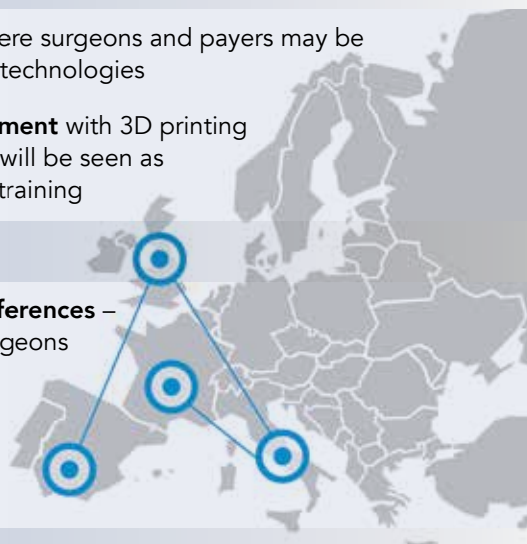 ere surgeons and payers may be
technologies
ment with 3D printing
will be seen as
training
ferences –
geons